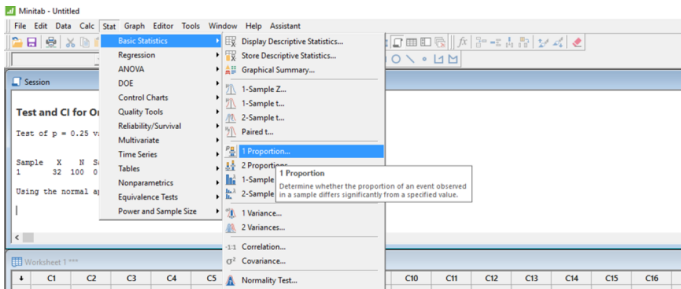 Minitab - Untitled
File Edit Data Calc Stat Graph Editor Tools Window Help Assistant
Basic Statistics
Regression
ANOVA
DOE
Control Charts
Quality Tools
Reliability/Survival
Multivariate
Time Series
Tables
Nonparametrics
Equivalence Tests
Power and Sample Size
Display Descriptive Statistics...
Store Descriptive Statistics...
Graphical Summary...
1-Sample Z...
1-Sample t...
2-Sample t...
Paired t...
1 Proportion...
2 Proportions
1-Sample
2-Sample
1 Variance...
2 Variances...
Correlation...
Covariance...
Normality Test...
1 Proportion
Determine whether the proportion of an event observed
in a sample differs significantly from a specified value.
Session
Test and CI for
Test of p = 0.25
Sample X N
1 32 100
Using the normal
Worksheet 1 ***
C1 C2 C3 C4 C5 C10 C11 C12 C13 C14 C15 C16